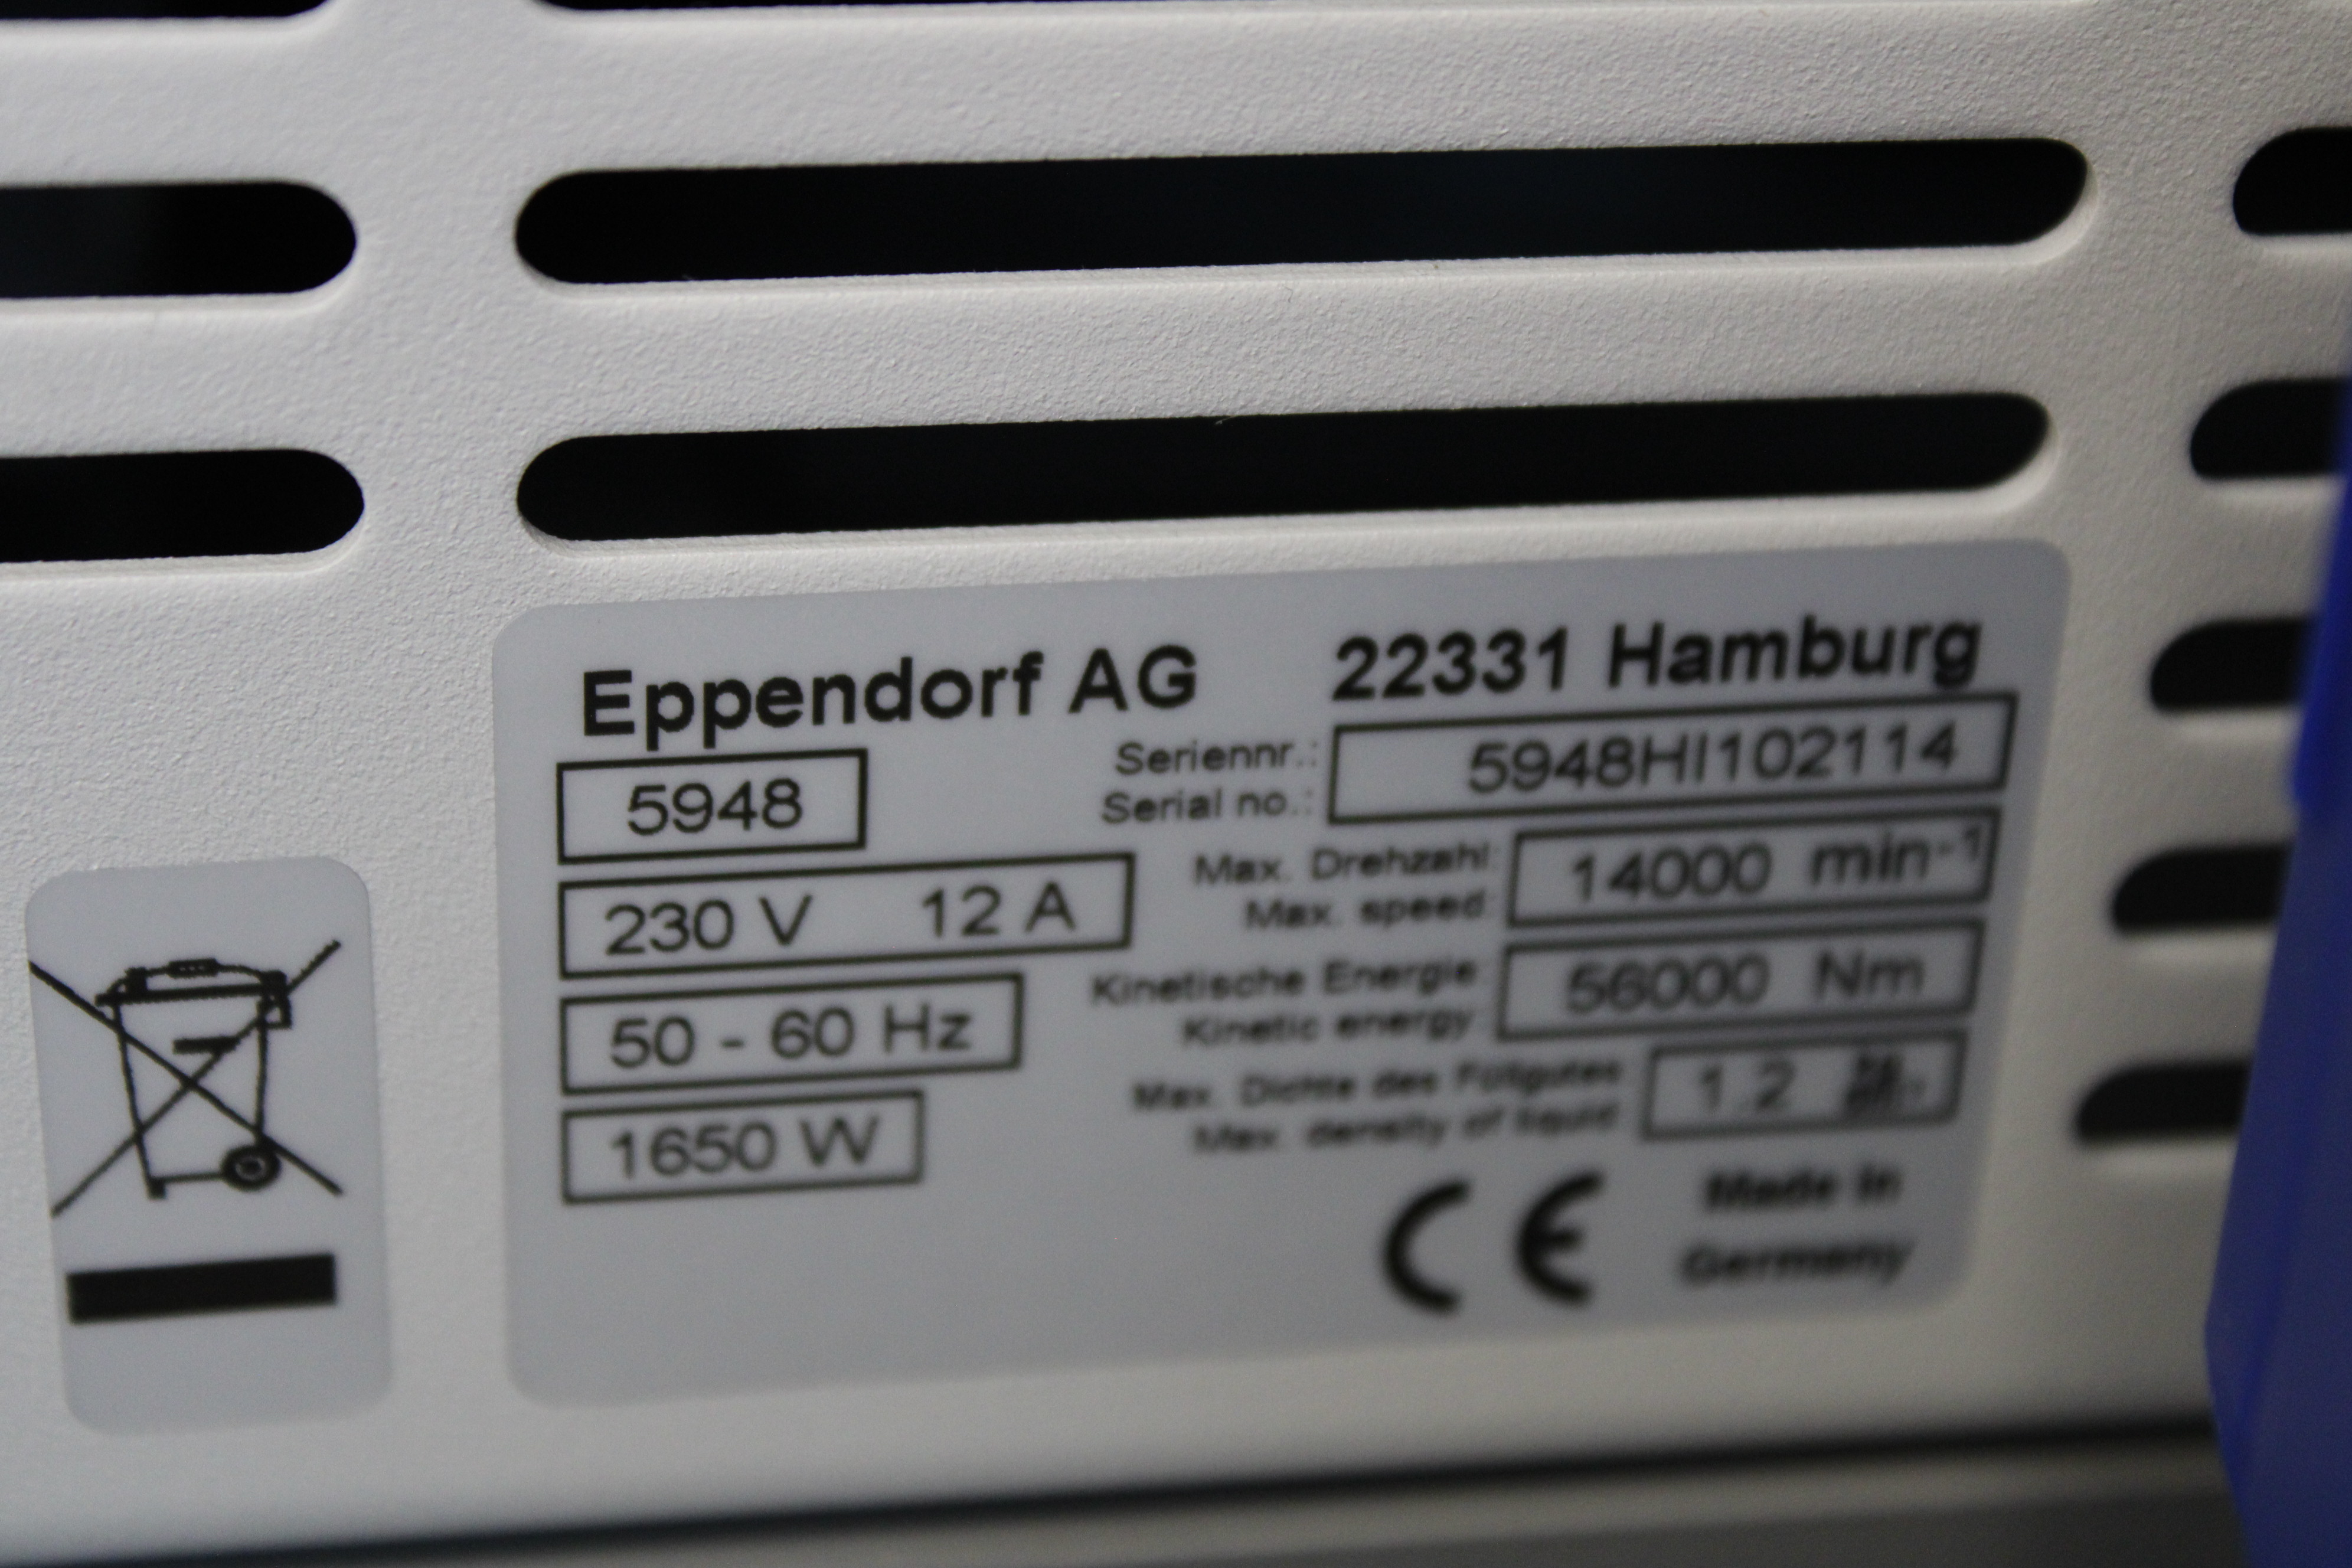 Eppendorf AG 22331 Hamburg
5948
Seriennr.: 5948HI102114
Serial no.:
230 V 12 A
Max. Drehzahl: 14000 min-1
Max. speed:
50 - 60 Hz
Kinetische Energie 56000 Nm
Kinetic energy:
1650 W
Max. Dichte des Füllgutes 1.2
Max. density of liquid
CE
Made in
Germany